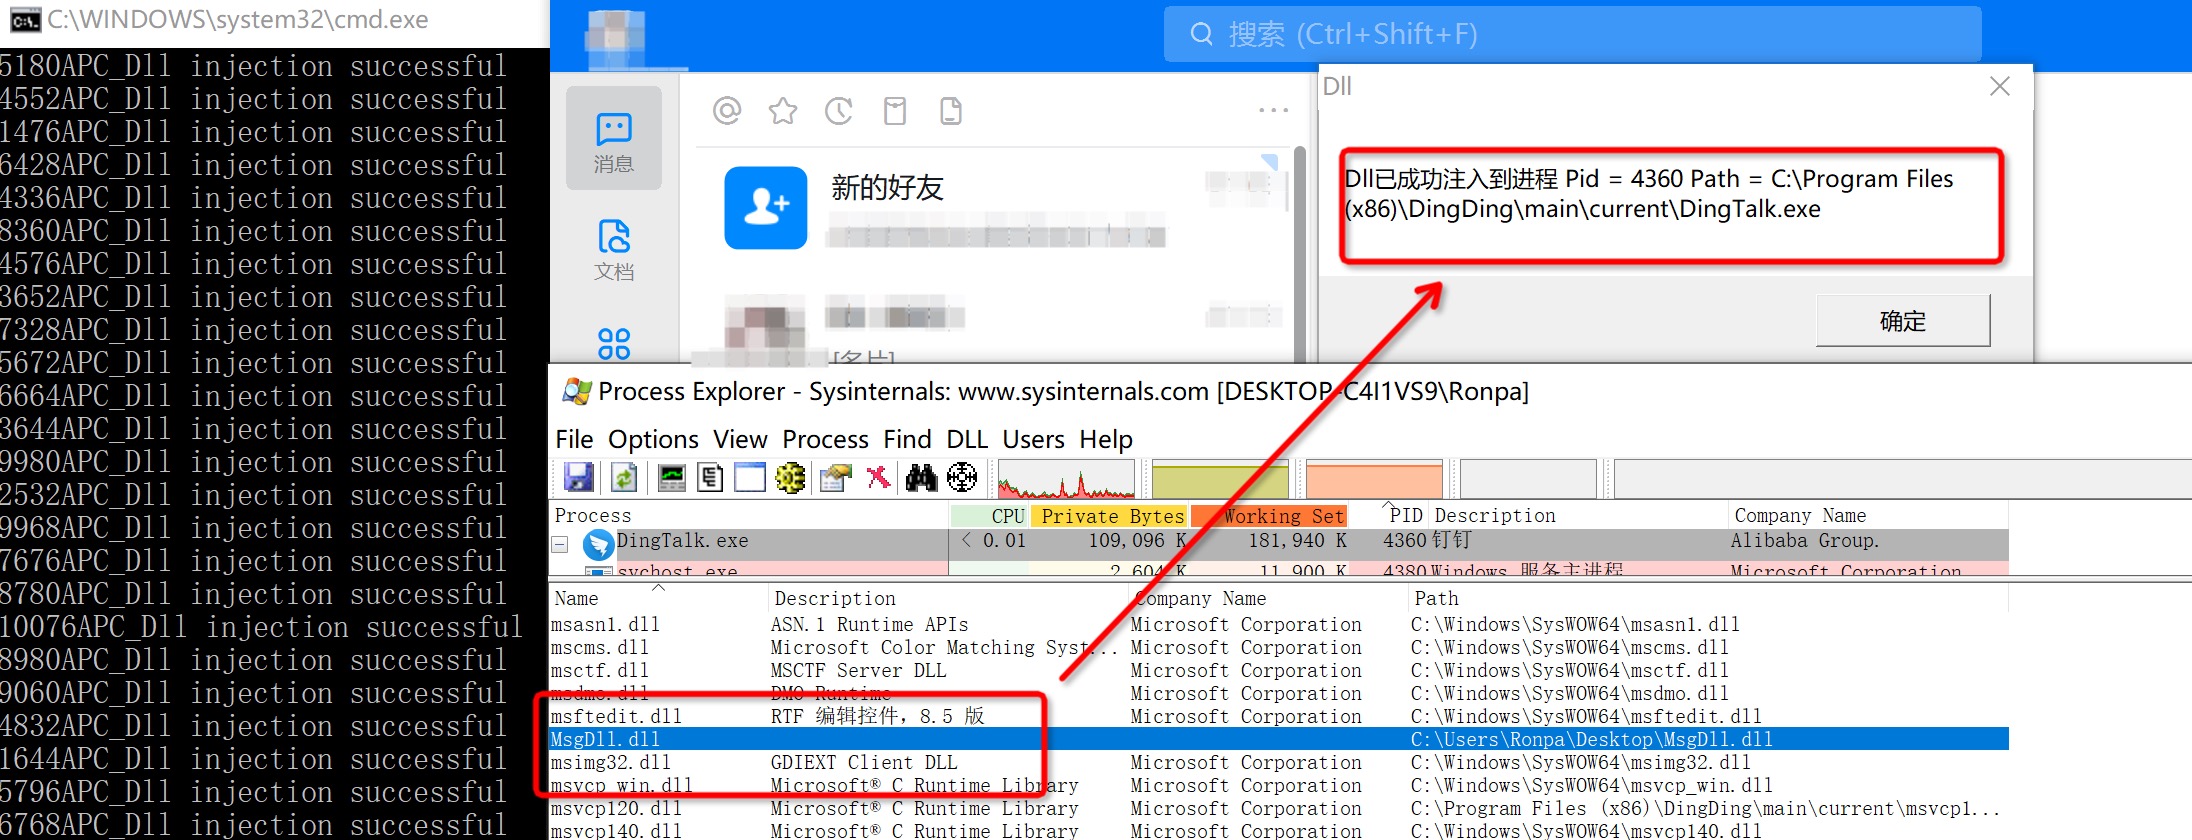 C:\WINDOWS\system32\cmd.exe
5180APC_Dll injection successful
4552APC_Dll injection successful
1476APC_Dll injection successful
6428APC_Dll injection successful
4336APC_Dll injection successful
8360APC_Dll injection successful
4576APC_Dll injection successful
3652APC_Dll injection successful
7328APC_Dll injection successful
5672APC_Dll injection successful
6664APC_Dll injection successful
3644APC_Dll injection successful
9980APC_Dll injection successful
2532APC_Dll injection successful
9968APC_Dll injection successful
7676APC_Dll injection successful
8780APC_Dll injection successful
10076APC_Dll injection successful
8980APC_Dll injection successful
9060APC_Dll injection successful
4832APC_Dll injection successful
1644APC_Dll injection successful
5796APC_Dll injection successful
6768APC_Dll injection successful
搜索 (Ctrl+Shift+F)
消息
文档
新的好友
[名片]
Dll
Dll已成功注入到进程 Pid = 4360 Path = C:\Program Files
(x86)\DingDing\main\current\DingTalk.exe
确定
Process Explorer - Sysinternals: www.sysinternals.com [DESKTOP-C4I1VS9\Ronpa]
File Options View Process Find DLL Users Help
Process CPU Private Bytes Working Set PID Description Company Name
DingTalk.exe < 0.01 109,096 K 181,940 K 4360 钉钉 Alibaba Group.
svchost.exe 2,604 K 11,900 K 4380 Windows 服务主进程 Microsoft Corporation
Name Description Company Name Path
msasn1.dll ASN.1 Runtime APIs Microsoft Corporation C:\Windows\SysWOW64\msasn1.dll
mscms.dll Microsoft Color Matching Syst... Microsoft Corporation C:\Windows\SysWOW64\mscms.dll
msctf.dll MSCTF Server DLL Microsoft Corporation C:\Windows\SysWOW64\msctf.dll
msdmo.dll DMO Runtime Microsoft Corporation C:\Windows\SysWOW64\msdmo.dll
msftedit.dll RTF 编辑控件，8.5 版 Microsoft Corporation C:\Windows\SysWOW64\msftedit.dll
MsgDll.dll C:\Users\Ronpa\Desktop\MsgDll.dll
msimg32.dll GDIEXT Client DLL Microsoft Corporation C:\Windows\SysWOW64\msimg32.dll
msvcp_win.dll Microsoft® C Runtime Library Microsoft Corporation C:\Windows\SysWOW64\msvcp_win.dll
msvcp120.dll Microsoft® C Runtime Library Microsoft Corporation C:\Program Files (x86)\DingDing\main\current\msvcp1...
msvcp140.dll Microsoft® C Runtime Library Microsoft Corporation C:\Windows\SysWOW64\msvcp140.dll